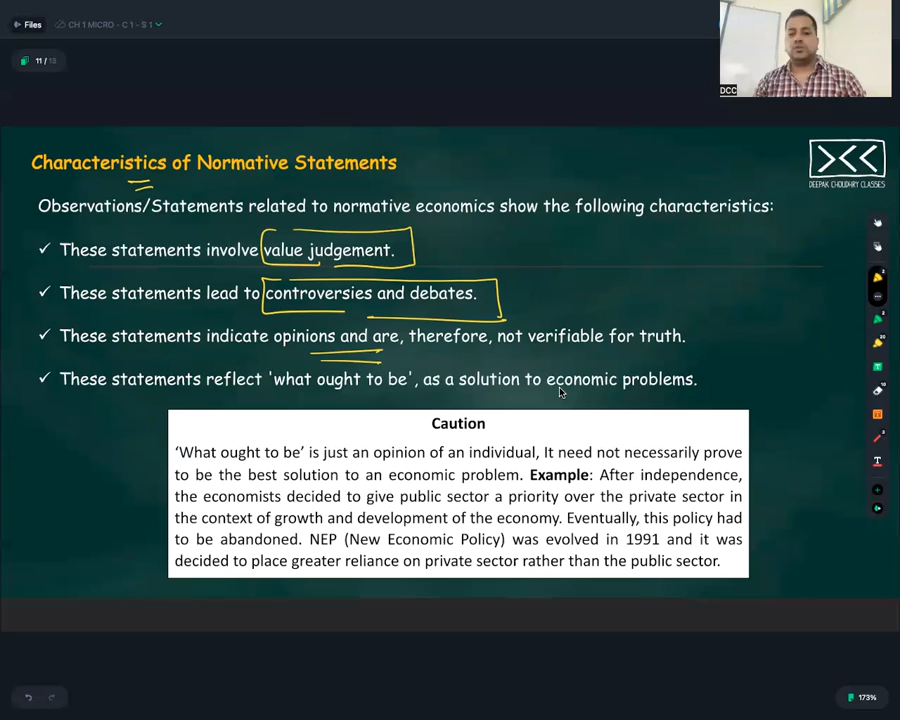 Files
CH 1 MICRO - C 1 - S 1
11 /
DCC
Characteristics of Normative Statements
DEEPAK CHOUDHRY CLASSES
Observations/Statements related to normative economics show the following characteristics:
✓ These statements involve value judgement.
✓ These statements lead to controversies and debates.
✓ These statements indicate opinions and are, therefore, not verifiable for truth.
✓ These statements reflect 'what ought to be', as a solution to economic problems.
Caution
'What ought to be' is just an opinion of an individual, It need not necessarily prove
to be the best solution to an economic problem. Example: After independence,
the economists decided to give public sector a priority over the private sector in
the context of growth and development of the economy. Eventually, this policy had
to be abandoned. NEP (New Economic Policy) was evolved in 1991 and it was
decided to place greater reliance on private sector rather than the public sector.
173%